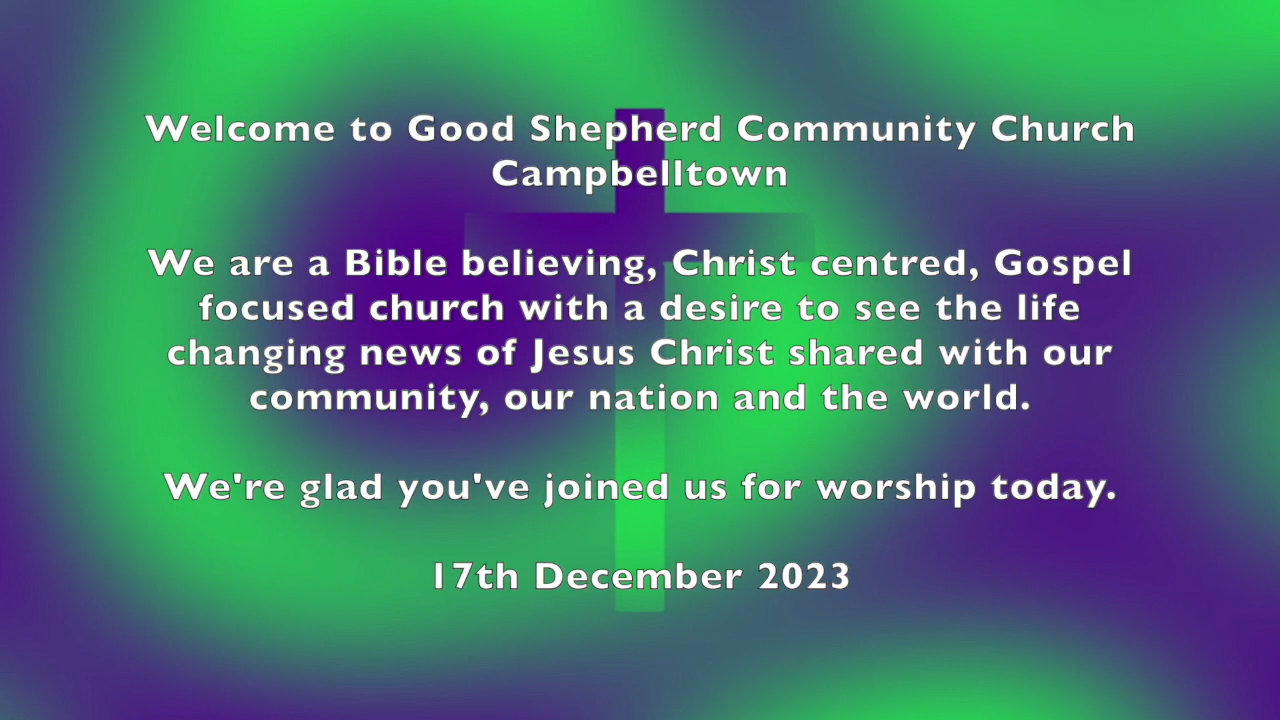 Welcome to Good Shepherd Community Church
Campbelltown
We are a Bible believing, Christ centred, Gospel
focused church with a desire to see the life
changing news of Jesus Christ shared with our
community, our nation and the world.
We're glad you've joined us for worship today.
17th December 2023